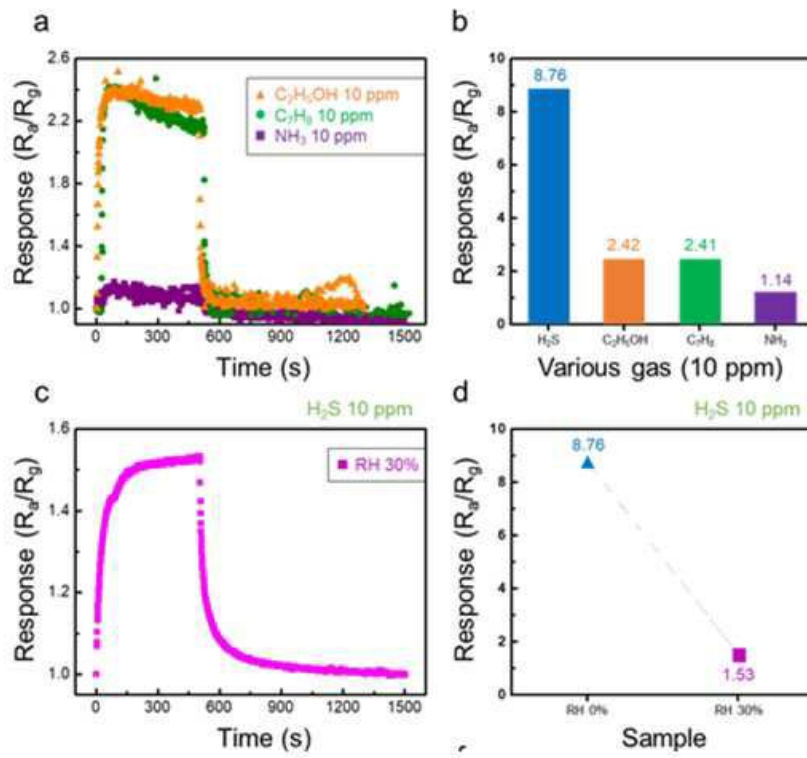 a
Response (Rₐ/R_g)
2.6
2.2
1.8
1.4
1.0
C₂H₅OH 10 ppm
C₇H₈ 10 ppm
NH₃ 10 ppm
0 300 600 900 1200 1500
Time (s)
b
Response (Rₐ/R_g)
10
8
6
4
2
0
8.76
2.42
2.41
1.14
H₂S C₂H₅OH C₇H₈ NH₃
Various gas (10 ppm)
c
H₂S 10 ppm
Response (Rₐ/R_g)
1.6
1.4
1.2
1.0
RH 30%
0 300 600 900 1200 1500
Time (s)
d
H₂S 10 ppm
Response (Rₐ/R_g)
10
8
6
4
2
0
8.76
1.53
RH 0% RH 30%
Sample